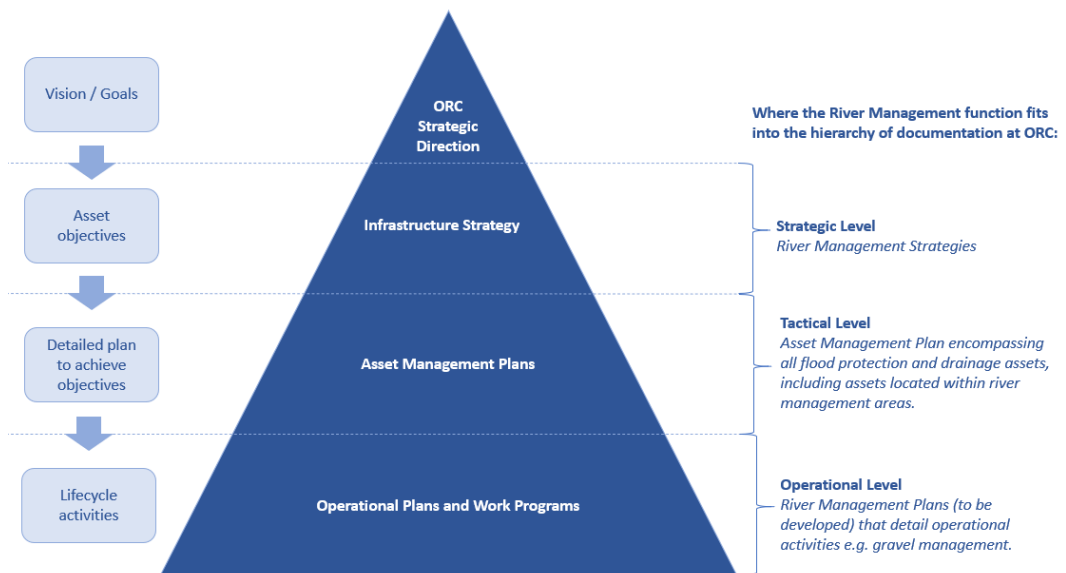 Vision / Goals
ORC
Strategic
Direction
Where the River Management function fits
into the hierarchy of documentation at ORC:
Asset
objectives
Infrastructure Strategy
Strategic Level
River Management Strategies
Detailed plan
to achieve
objectives
Asset Management Plans
Tactical Level
Asset Management Plan encompassing
all flood protection and drainage assets,
including assets located within river
management areas.
Lifecycle
activities
Operational Plans and Work Programs
Operational Level
River Management Plans (to be
developed) that detail operational
activities e.g. gravel management.